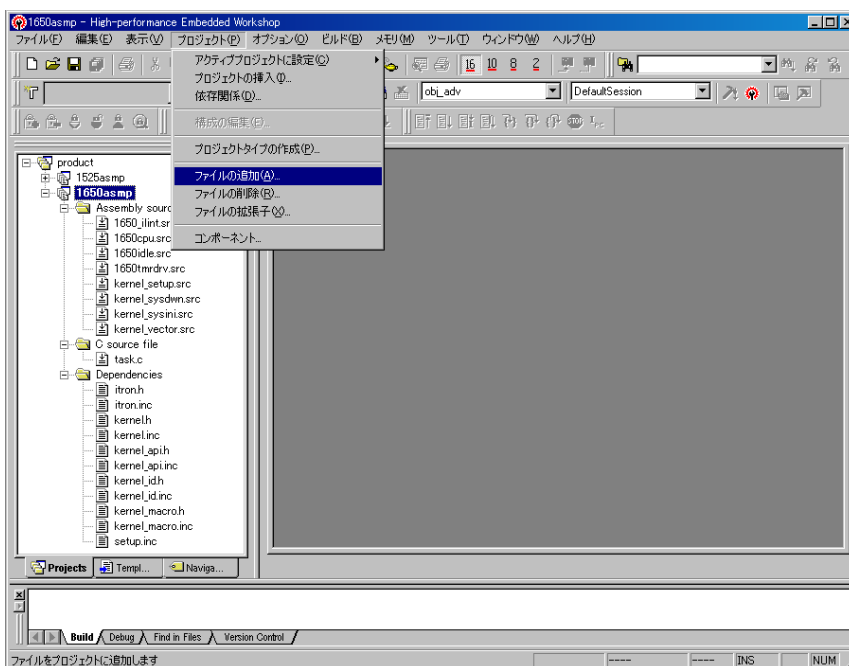 1650asmp - High-performance Embedded Workshop
ファイル(F) 編集(E) 表示(V) プロジェクト(P) オプション(O) ビルド(B) メモリ(M) ツール(T) ウィンドウ(W) ヘルプ(H)
アクティブプロジェクトに設定(C)
プロジェクトの挿入(I)...
依存関係(D)...
構成の編集(E)...
プロジェクトタイプの作成(P)...
ファイルの追加(A)...
ファイルの削除(R)...
ファイルの拡張子(X)...
コンポーネント...
16 10 8 2
obj_adv
DefaultSession
product
1525asmp
1650asmp
Assembly sourc
1650_ilint.sr
1650cpu.src
1650idle.src
1650tmrdrv.src
kernel_setup.src
kernel_sysdwn.src
kernel_sysini.src
kernel_vector.src
C source file
task.c
Dependencies
itron.h
itron.inc
kernel.h
kernel.inc
kernel_api.h
kernel_api.inc
kernel_id.h
kernel_id.inc
kernel_macro.h
kernel_macro.inc
setup.inc
Projects Templ... Naviga...
Build Debug Find in Files Version Control
ファイルをプロジェクトに追加します
---- ---- INS NUM